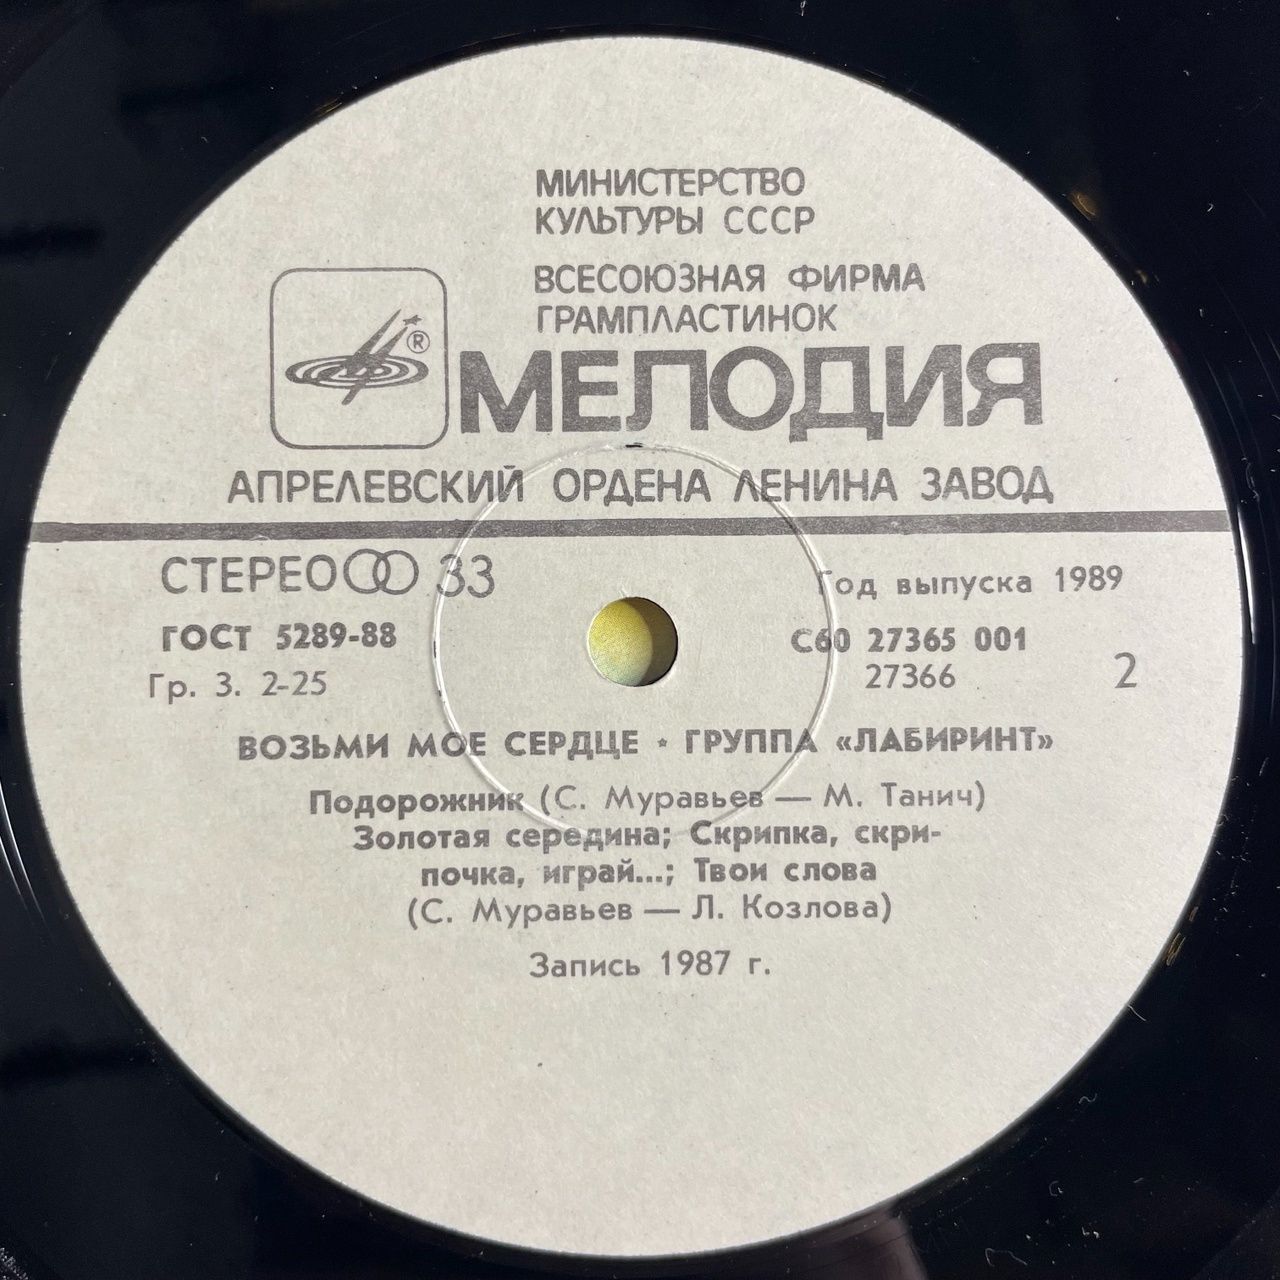 МИНИСТЕРСТВО
КУЛЬТУРЫ СССР
ВСЕСОЮЗНАЯ ФИРМА
ГРАМПЛАСТИНОК
®
МЕЛОДИЯ
АПРЕЛЕВСКИЙ ОРДЕНА ЛЕНИНА ЗАВОД
СТЕРЕО 33
Год выпуска 1989
ГОСТ 5289-88
С60 27365 001
Гр. 3. 2-25
27366
2
ВОЗЬМИ МОЕ СЕРДЦЕ * ГРУППА «ЛАБИРИНТ»
Подорожник (С. Муравьев — М. Танич)
Золотая середина; Скрипка, скри-
почка, играй...; Твои слова
(С. Муравьев — Л. Козлова)
Запись 1987 г.